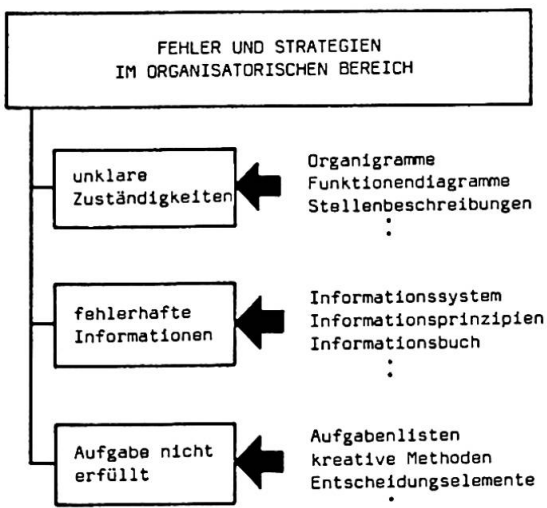 FEHLER UND STRATEGIEN
IM ORGANISATORISCHEN BEREICH
unklare
Zuständigkeiten
Organigramme
Funktionendiagramme
Stellenbeschreibungen
:
fehlerhafte
Informationen
Informationssystem
Informationsprinzipien
Informationsbuch
:
Aufgabe nicht
erfüllt
Aufgabenlisten
kreative Methoden
Entscheidungselemente
.